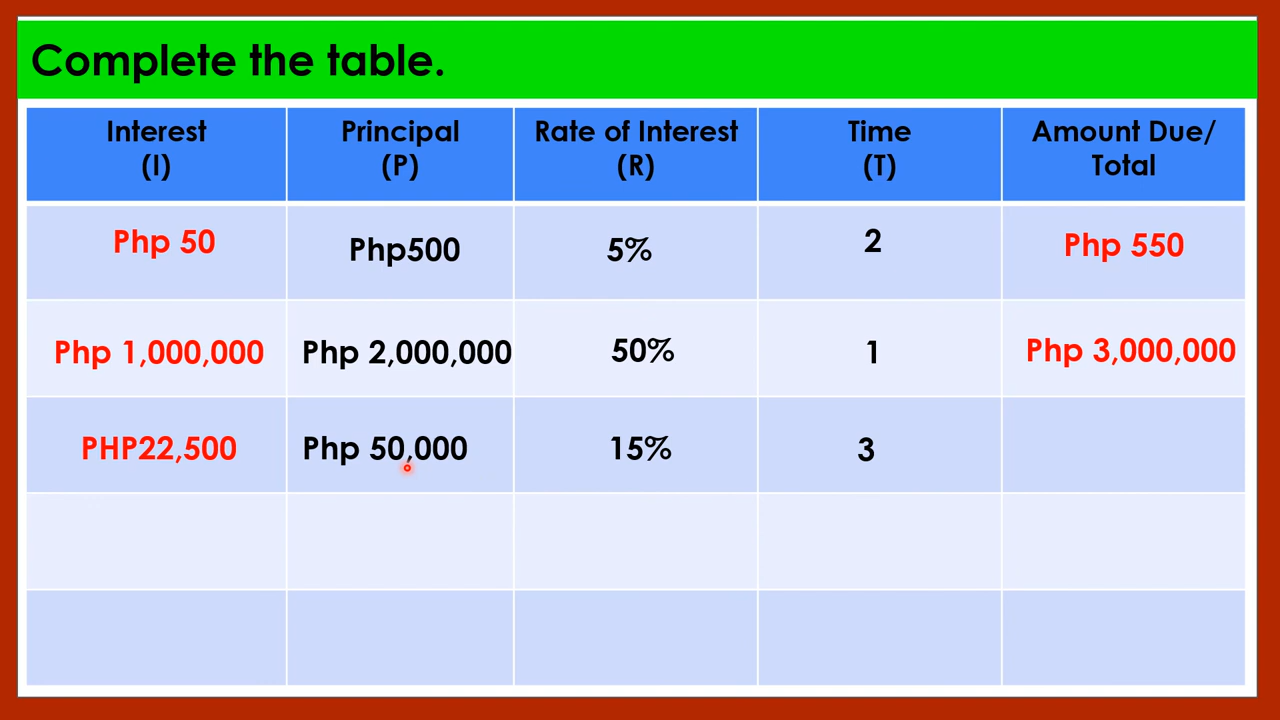 Complete the table.
Interest
(I)
Principal
(P)
Rate of Interest
(R)
Time
(T)
Amount Due/
Total
Php 50
Php500
5%
2
Php 550
Php 1,000,000
Php 2,000,000
50%
1
Php 3,000,000
PHP22,500
Php 50,000
15%
3